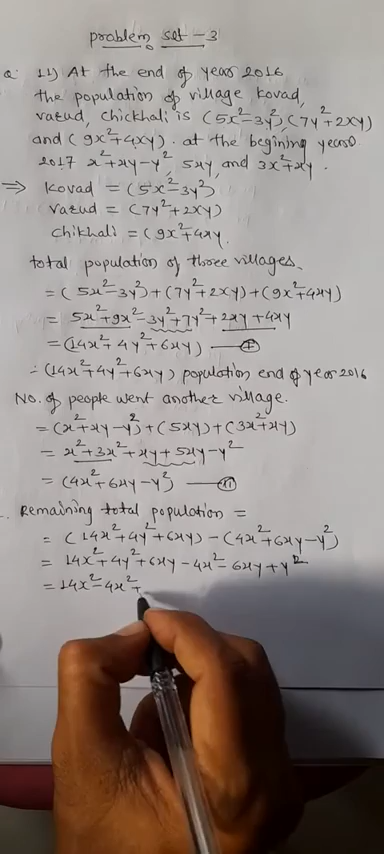 problem set - 3
Q: 11) At the end of year 2016
the population of village kovad,
varud, chickhali is (5x²-3y²),(7y²+2xy)
and (9x²+4xy). at the begining year
2017 x²+xy-y², 5xy, and 3x²+xy.
⇒ kovad = (5x²-3y²)
varud = (7y²+2xy)
chikhali = (9x²+4xy.
total population of three villages.
= (5x²-3y²)+(7y²+2xy)+(9x²+4xy)
= 5x²+9x²-3y²+7y²+2xy+4xy
= (14x²+4y²+6xy) — (I)
∴ (14x²+4y²+6xy) population end of year 2016
No. of people went another village.
= (x²+xy-y²)+(5xy)+(3x²+xy)
= x²+3x²+xy+5xy-y²
= (4x²+6xy-y²) — (II)
Remaining total population =
= (14x²+4y²+6xy)-(4x²+6xy-y²)
= 14x²+4y²+6xy-4x²-6xy+y²
= 14x²-4x²+